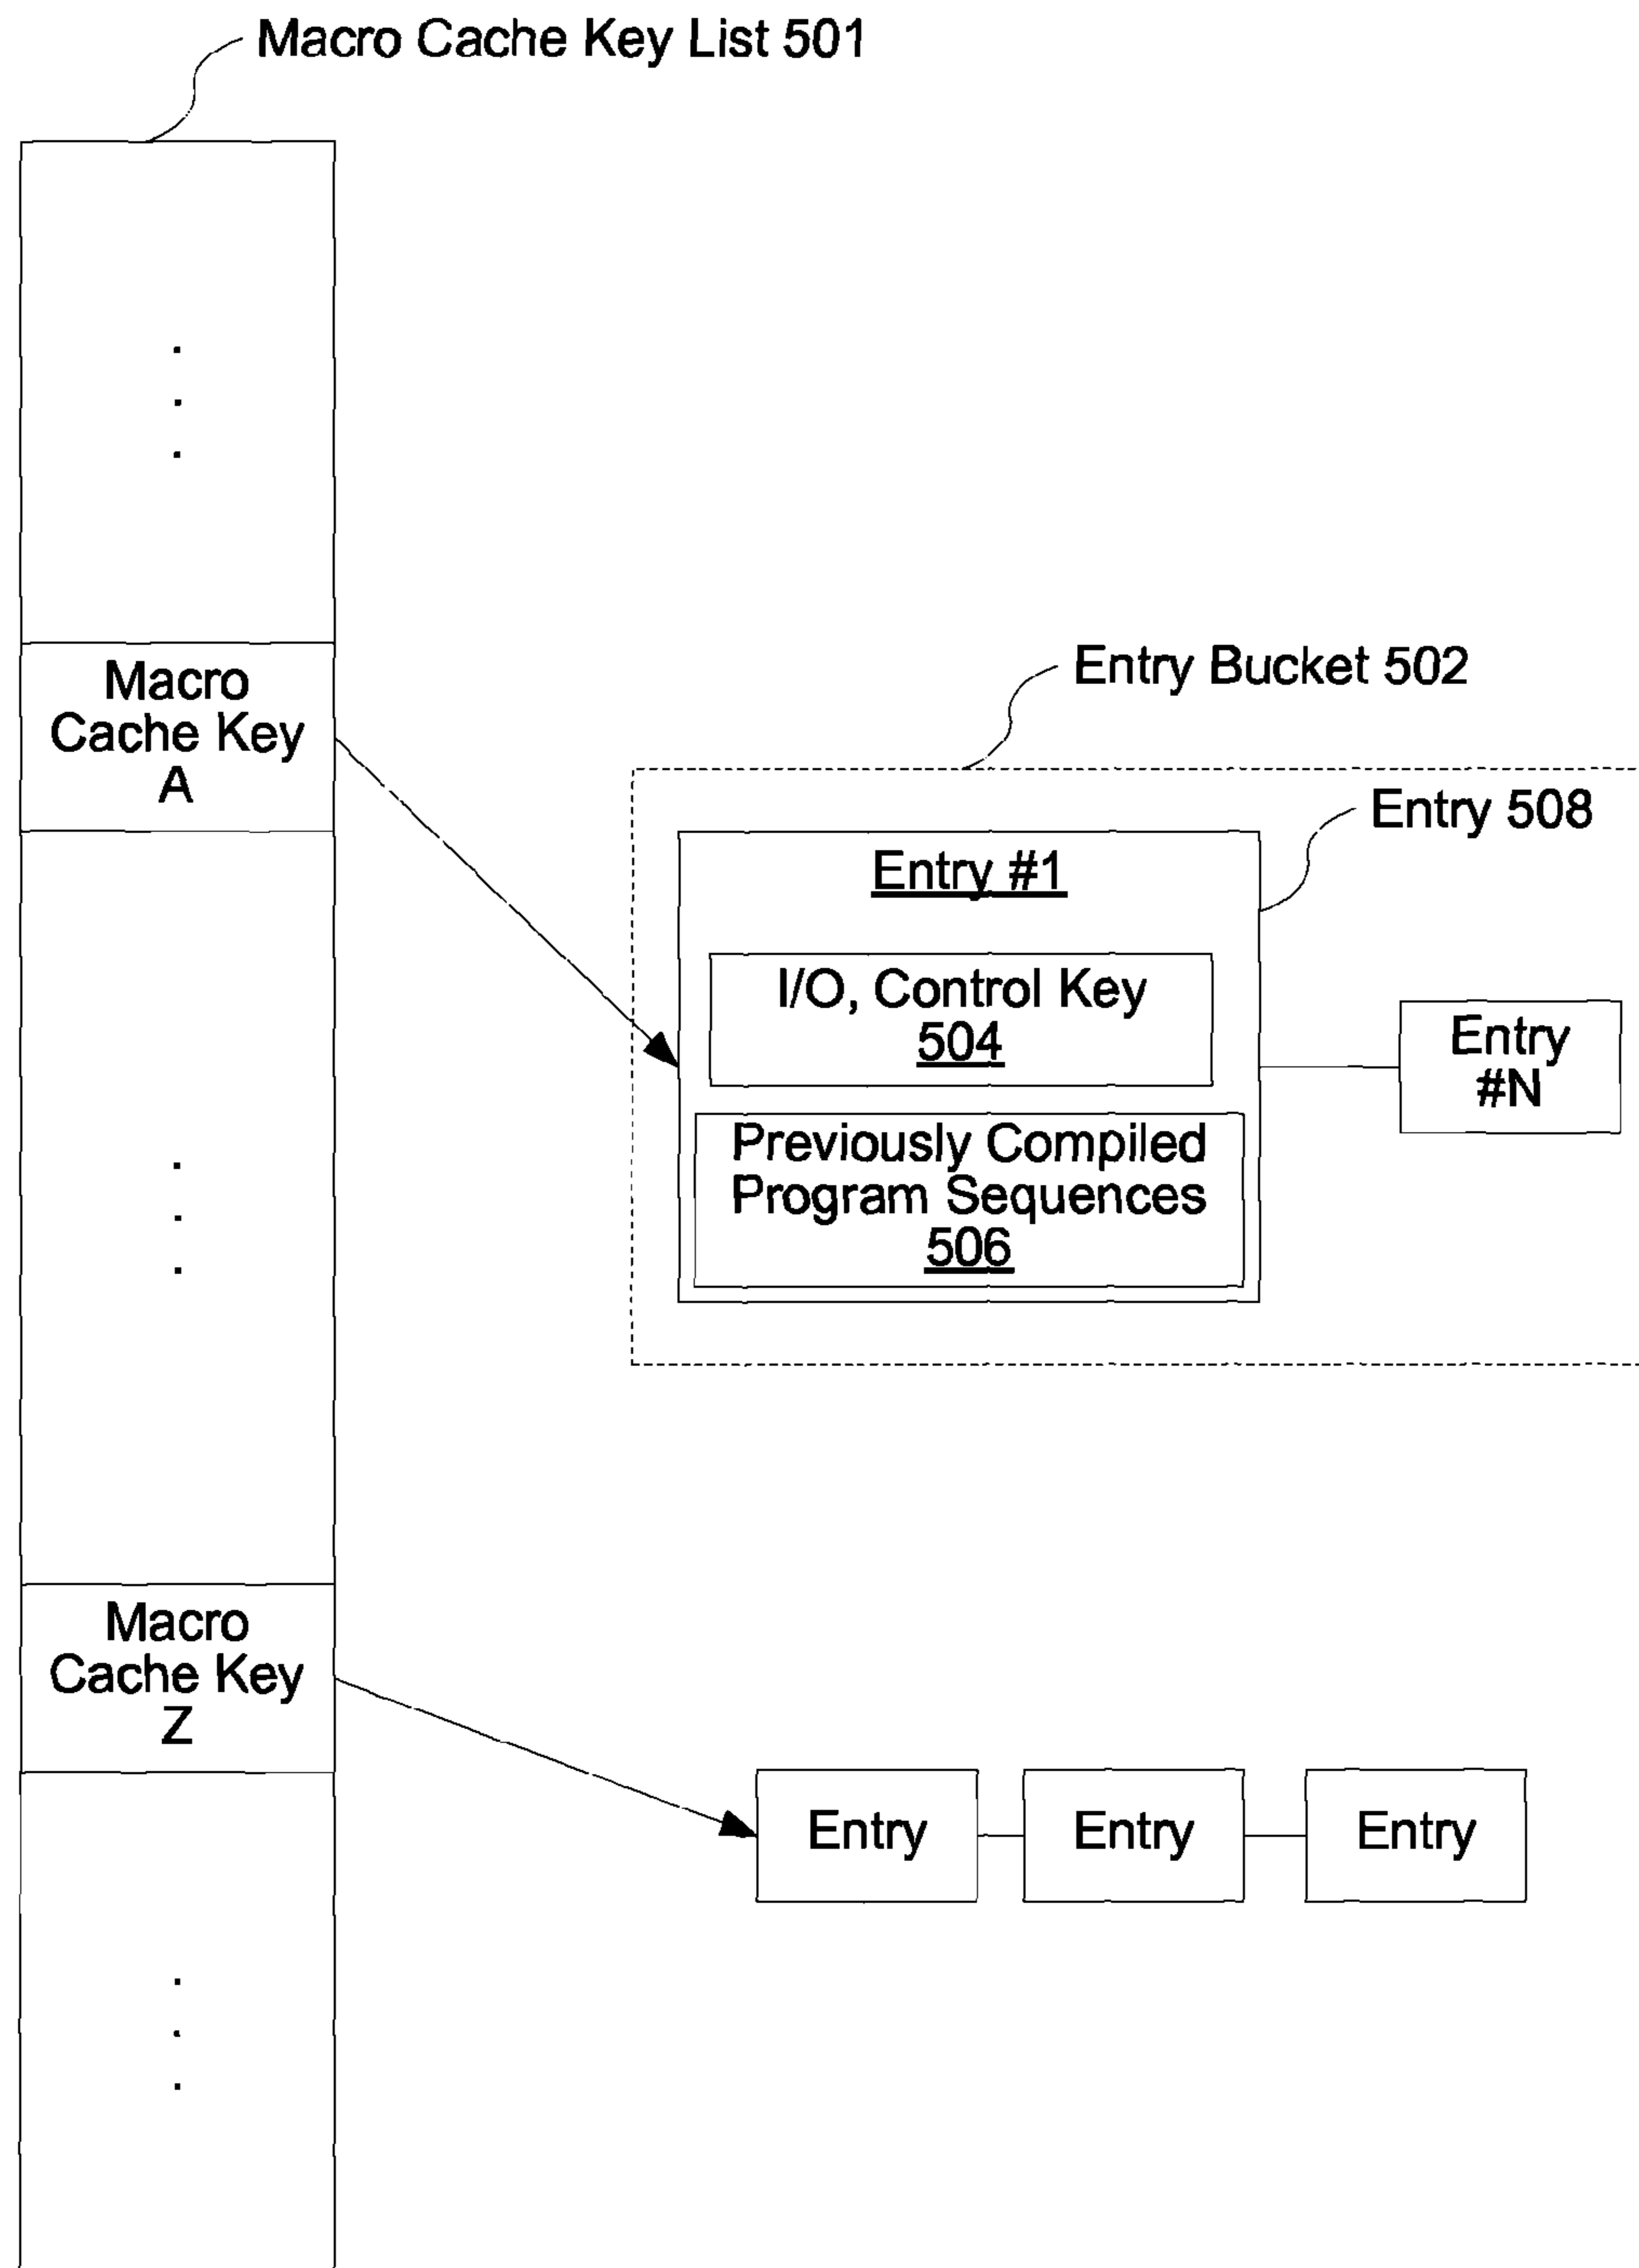 Macro Cache Key List 501
Macro
Cache Key
A
Entry Bucket 502
Entry 508
Entry #1
I/O, Control Key
504
Previously Compiled
Program Sequences
506
Entry
#N
Macro
Cache Key
Z
Entry
Entry
Entry